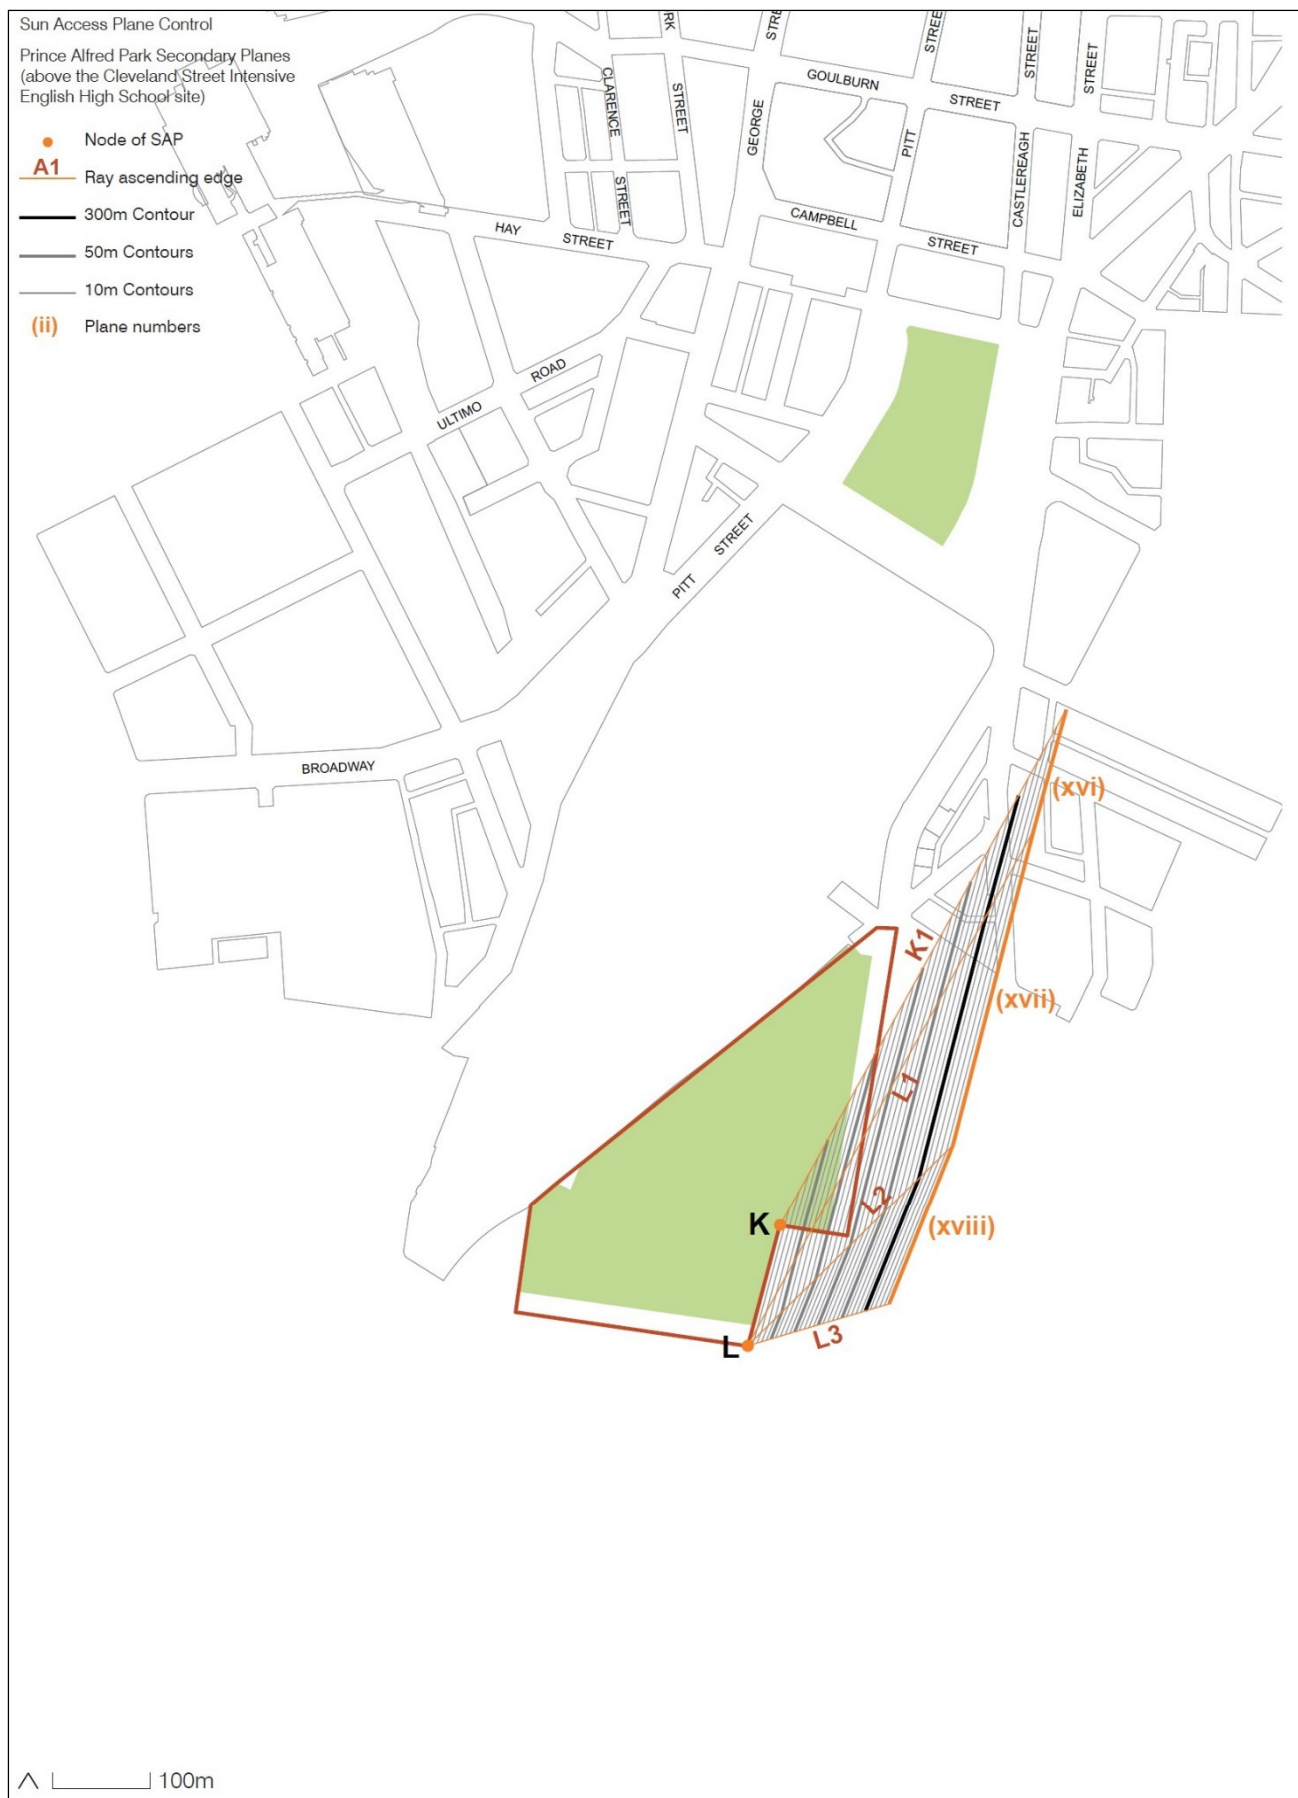 Sun Access Plane Control
Prince Alfred Park Secondary Planes
(above the Cleveland Street Intensive
English High School site)
Node of SAP
A1
Ray ascending edge
300m Contour
50m Contours
10m Contours
(ii) Plane numbers
RK
STREET
CLARENCE
STREET
STRE
GEORGE
STREE
PITT
GOULBURN
STREET
STREET
CASTLEREAGH
STREET
ELIZABETH
HAY STREET
CAMPBELL
STREET
ULTIMO ROAD
PITT STREET
BROADWAY
(xvi)
K1
(xvii)
L1
L2
K
(xviii)
L
L3
100m